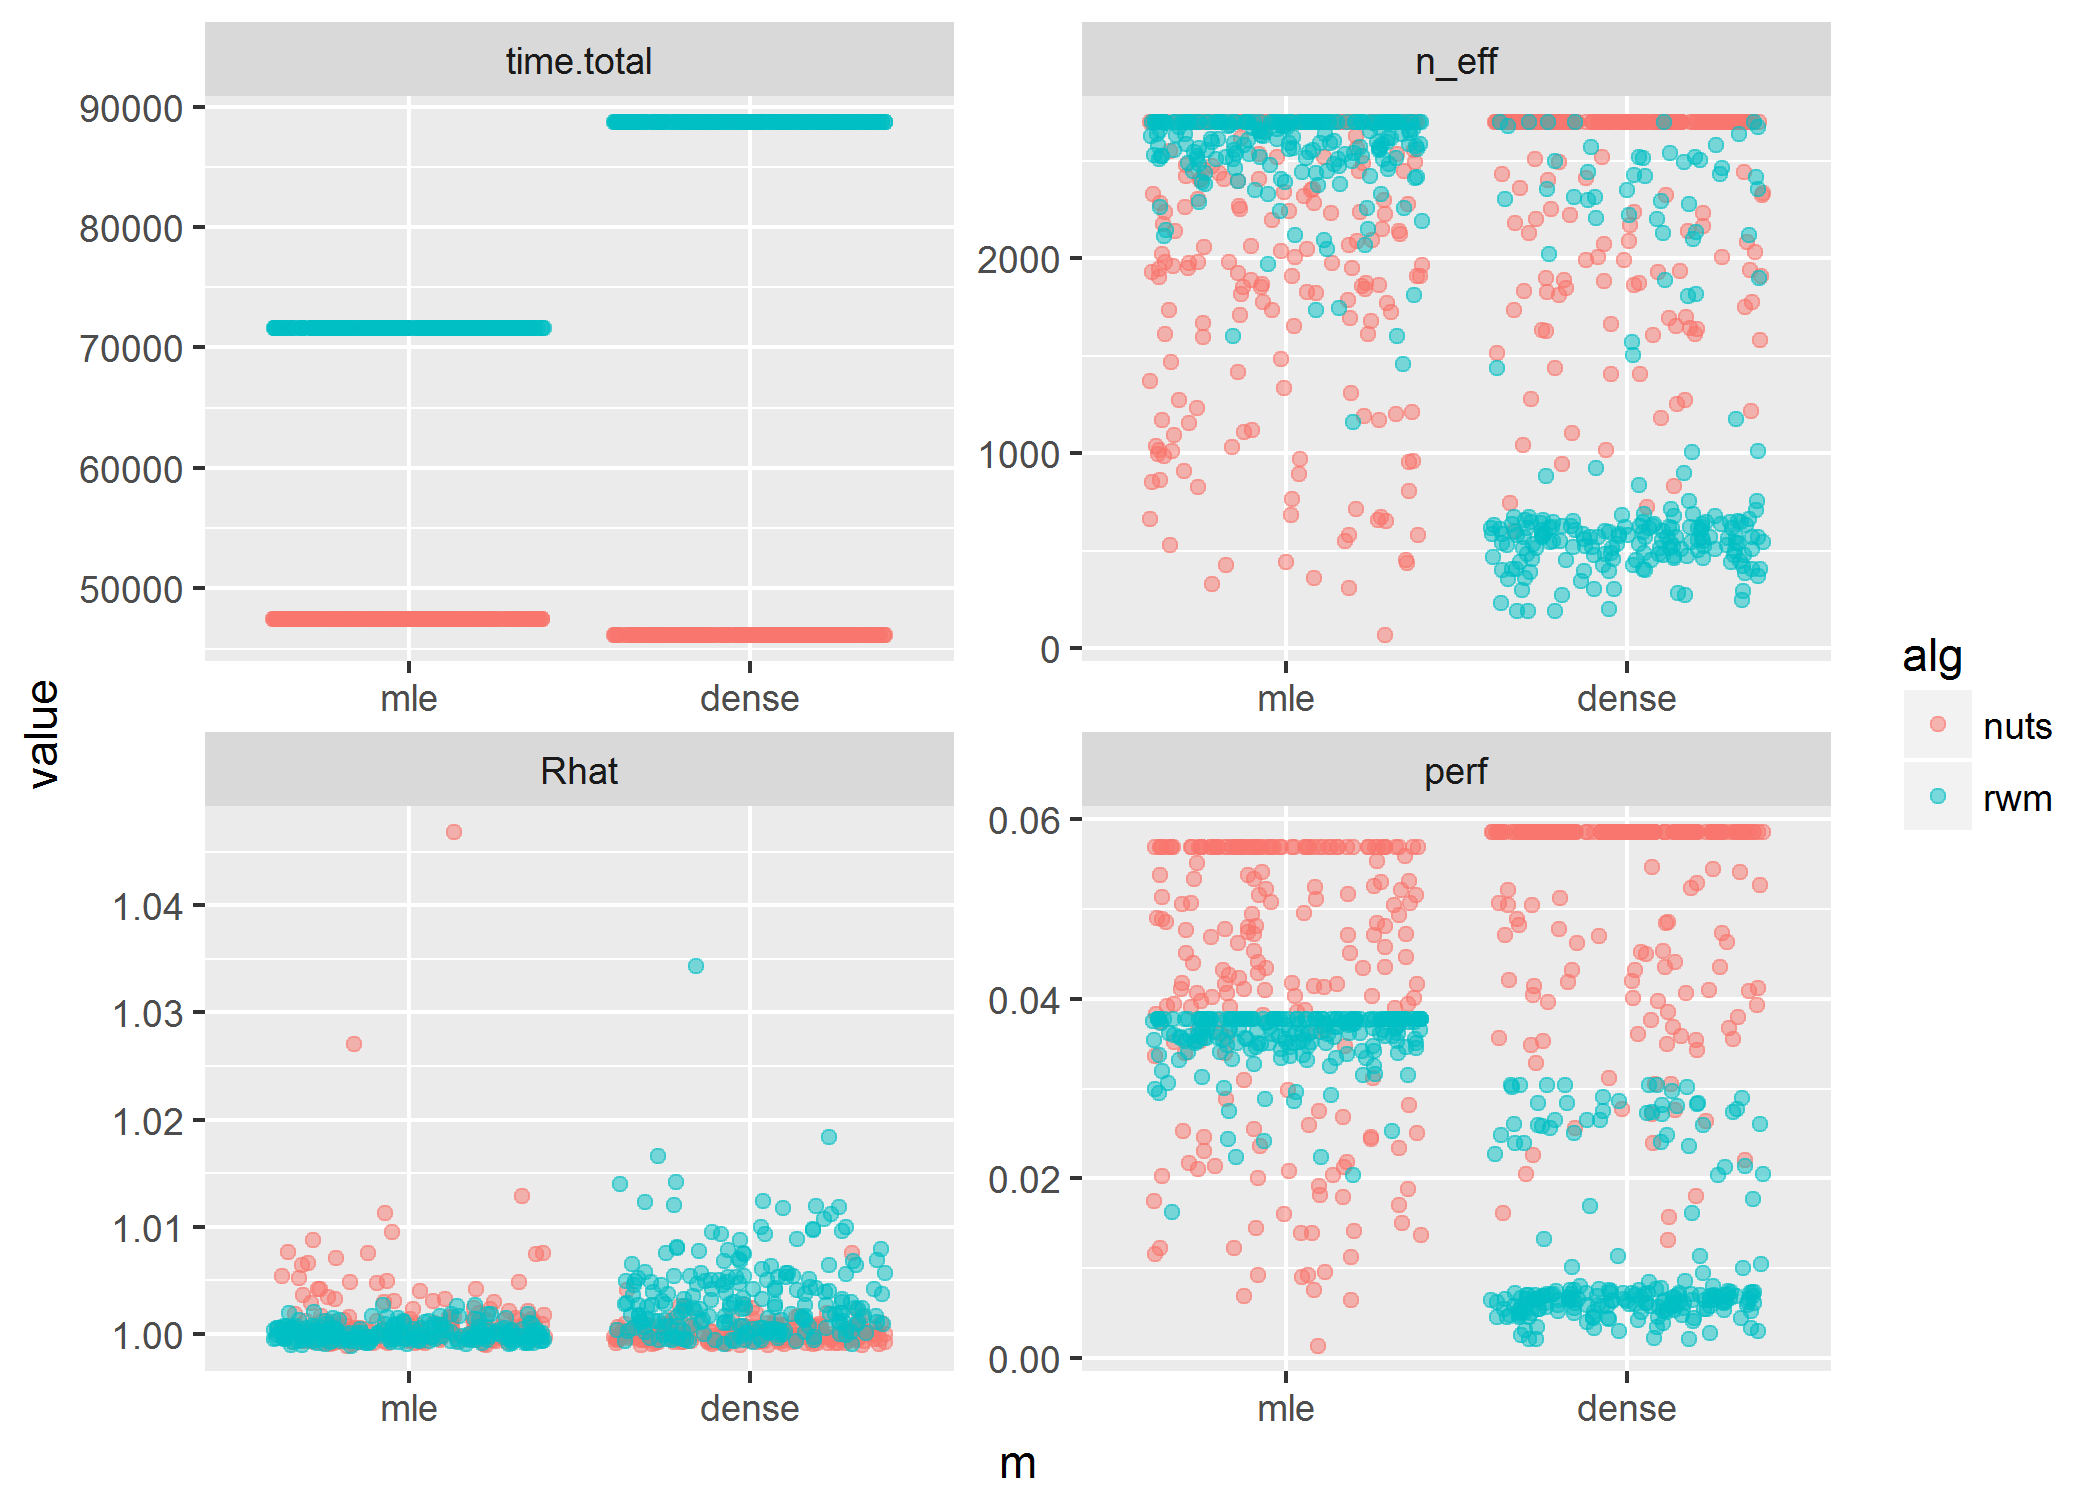 time.total
90000
80000
70000
60000
50000
mle dense
n_eff
2000
1000
0
mle dense
Rhat
1.04
1.03
1.02
1.01
1.00
mle dense
perf
0.06
0.04
0.02
0.00
mle dense
value
m
alg
nuts
rwm